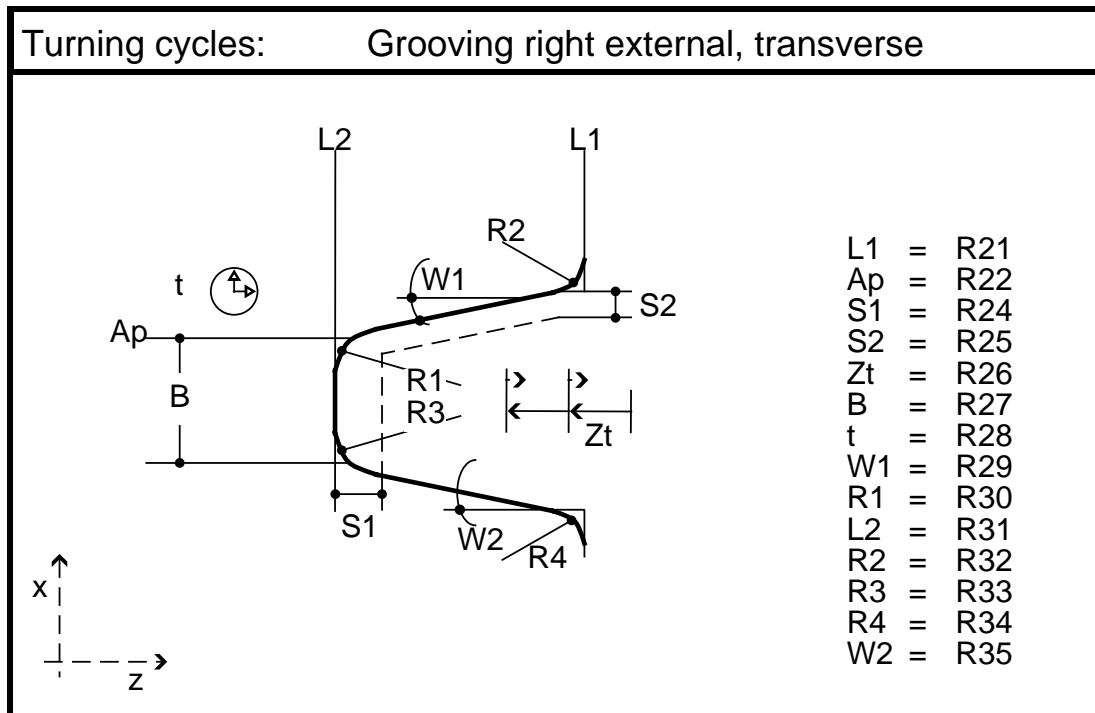 Turning cycles: Grooving right external, transverse
L2 L1
R2
t W1
S2
Ap
R1
B R3
Zt
S1 W2 R4
x
z
L1 = R21
Ap = R22
S1 = R24
S2 = R25
Zt = R26
B = R27
t = R28
W1 = R29
R1 = R30
L2 = R31
R2 = R32
R3 = R33
R4 = R34
W2 = R35